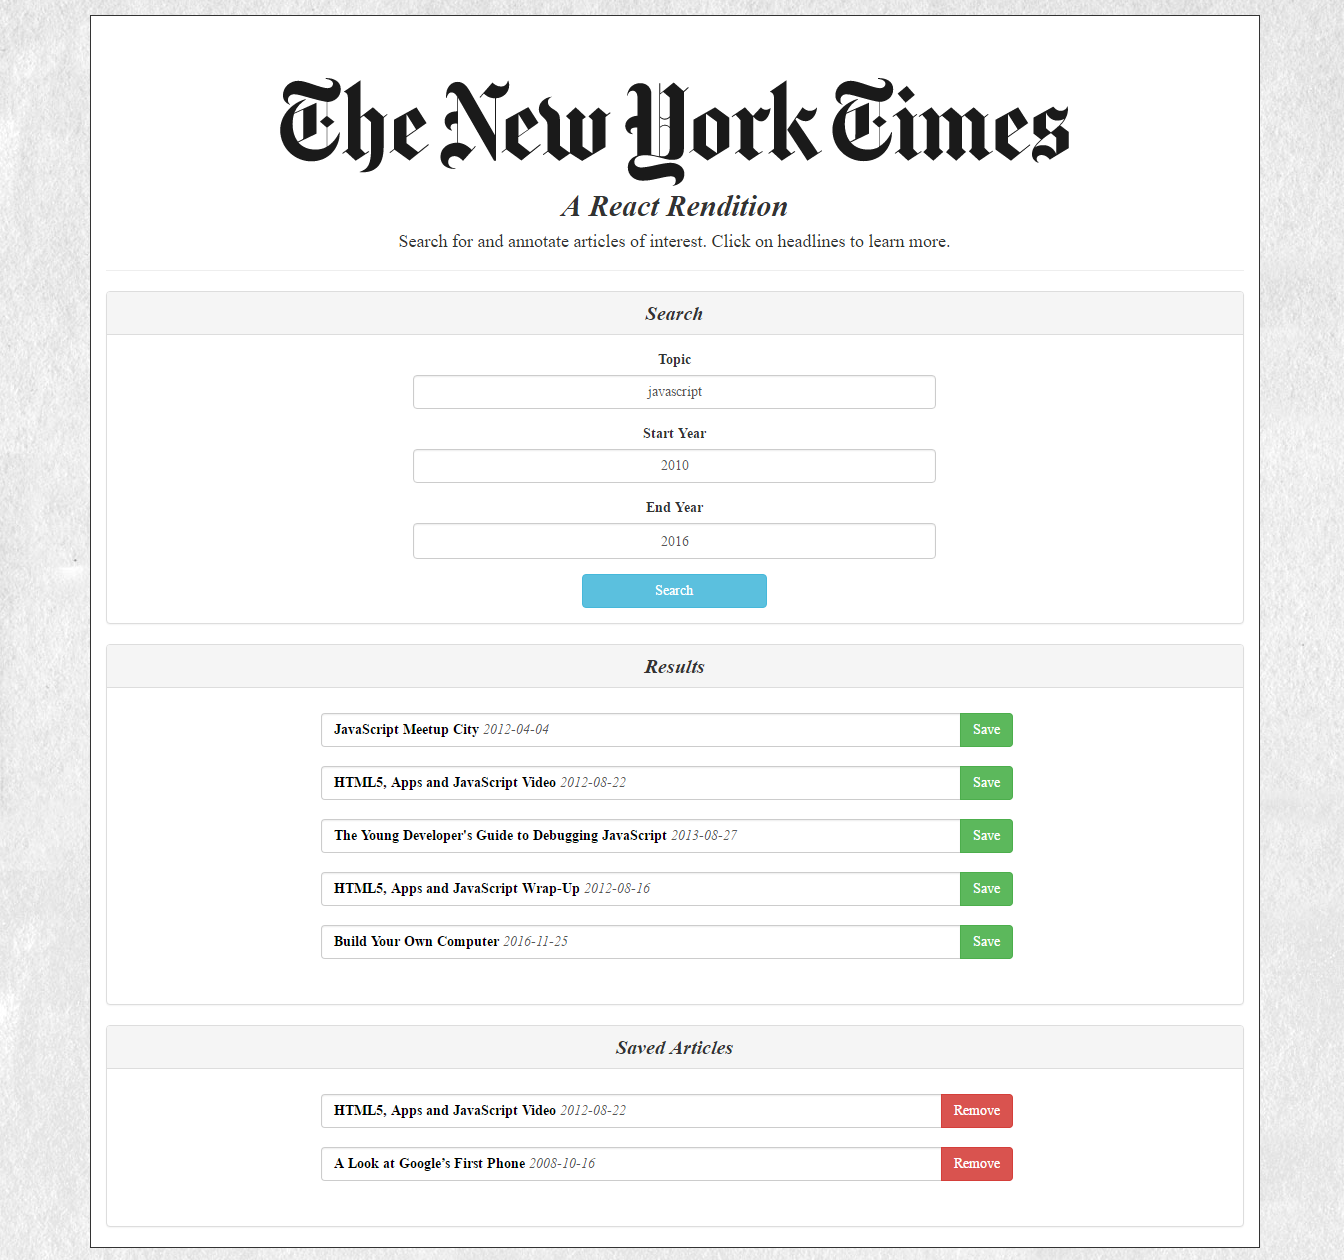 The New York Times
A React Rendition
Search for and annotate articles of interest. Click on headlines to learn more.
Search
Topic
javascript
Start Year
2010
End Year
2016
Search
Results
JavaScript Meetup City 2012-04-04 Save
HTML5, Apps and JavaScript Video 2012-08-22 Save
The Young Developer's Guide to Debugging JavaScript 2013-08-27 Save
HTML5, Apps and JavaScript Wrap-Up 2012-08-16 Save
Build Your Own Computer 2016-11-25 Save
Saved Articles
HTML5, Apps and JavaScript Video 2012-08-22 Remove
A Look at Google’s First Phone 2008-10-16 Remove